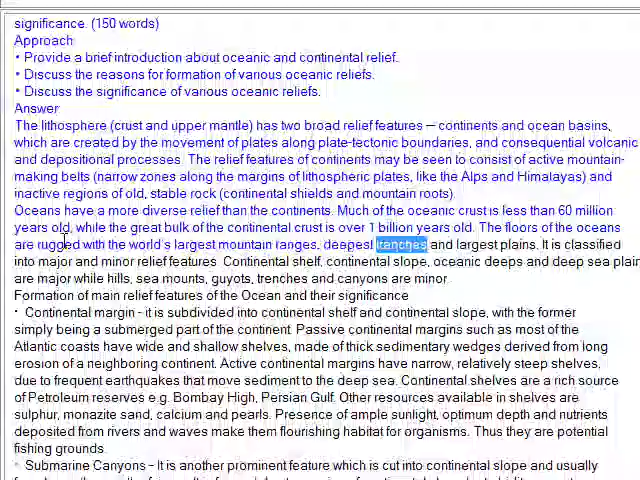 significance. (150 words)
Approach
• Provide a brief introduction about oceanic and continental relief.
• Discuss the reasons for formation of various oceanic reliefs.
• Discuss the significance of various oceanic reliefs.
Answer
The lithosphere (crust and upper mantle) has two broad relief features – continents and ocean basins,
which are created by the movement of plates along plate-tectonic boundaries, and consequential volcanic
and depositional processes. The relief features of continents may be seen to consist of active mountain-
making belts (narrow zones along the margins of lithospheric plates, like the Alps and Himalayas) and
inactive regions of old, stable rock (continental shields and mountain roots).
Oceans have a more diverse relief than the continents. Much of the oceanic crust is less than 60 million
years old, while the great bulk of the continental crust is over 1 billion years old. The floors of the oceans
are rugged with the world's largest mountain ranges, deepest trenches and largest plains. It is classified
into major and minor relief features. Continental shelf, continental slope, oceanic deeps and deep sea plain
are major while hills, sea mounts, guyots, trenches and canyons are minor.
Formation of main relief features of the Ocean and their significance
· Continental margin - it is subdivided into continental shelf and continental slope, with the former
simply being a submerged part of the continent. Passive continental margins such as most of the
Atlantic coasts have wide and shallow shelves, made of thick sedimentary wedges derived from long
erosion of a neighboring continent. Active continental margins have narrow, relatively steep shelves,
due to frequent earthquakes that move sediment to the deep sea. Continental shelves are a rich source
of Petroleum reserves e.g. Bombay High, Persian Gulf. Other resources available in shelves are
sulphur, monazite sand, calcium and pearls. Presence of ample sunlight, optimum depth and nutrients
deposited from rivers and waves make them flourishing habitat for organisms. Thus they are potential
fishing grounds.
· Submarine Canyons – It is another prominent feature which is cut into continental slope and usually